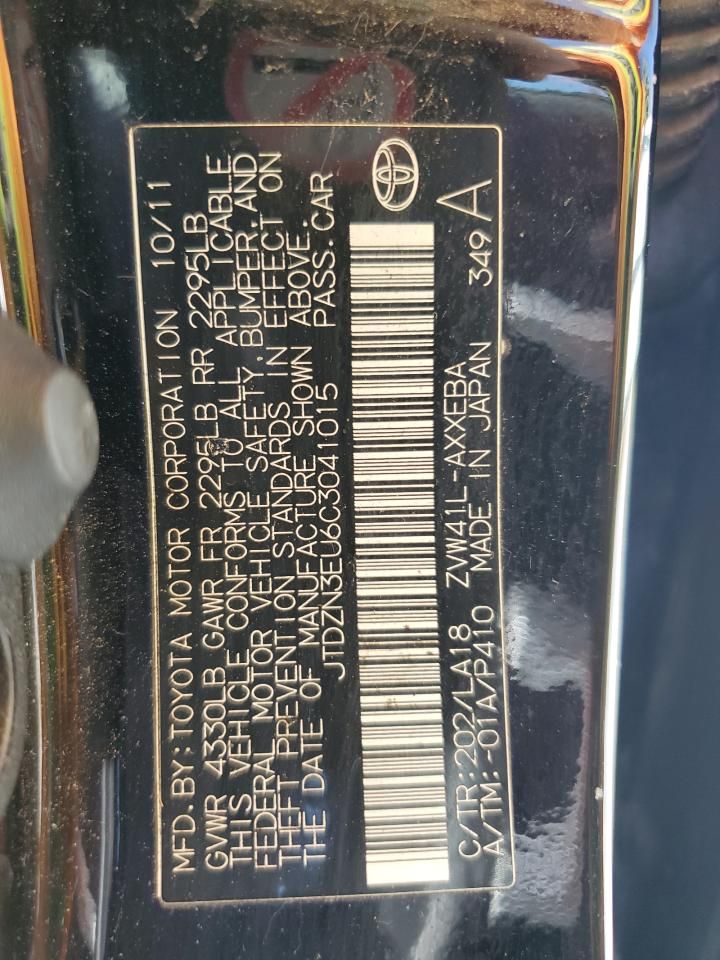 MFD. BY: TOYOTA MOTOR CORPORATION 10/11
GVWR 4330LB GAWR FR 2295LB RR 2295LB
THIS VEHICLE CONFORMS TO ALL APPLICABLE
FEDERAL MOTOR VEHICLE SAFETY, BUMPER, AND
THEFT PREVENTION STANDARDS IN EFFECT ON
THE DATE OF MANUFACTURE SHOWN ABOVE.
JTDZN3EU6C3041015 PASS. CAR
C/TR:202/LA18 ZVW41L-AXXEBA
A/TM:-01A/P410 MADE IN JAPAN 349 A